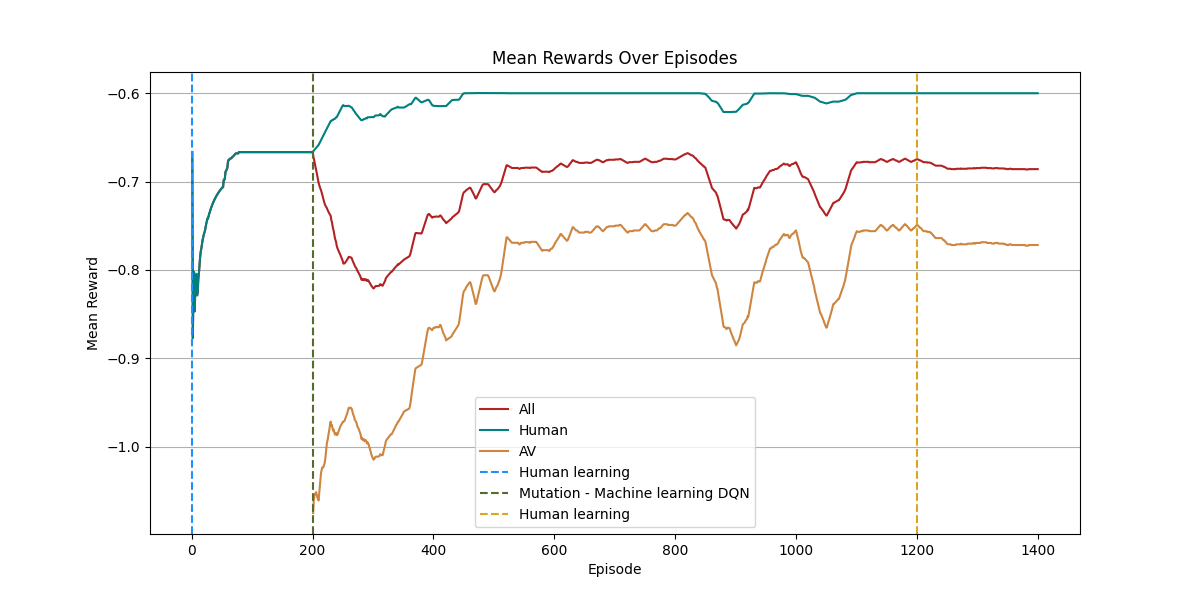 Mean Rewards Over Episodes
Mean Reward
−0.6
−0.7
−0.8
−0.9
−1.0
All
Human
AV
Human learning
Mutation - Machine learning DQN
Human learning
0
200
400
600
800
1000
1200
1400
Episode